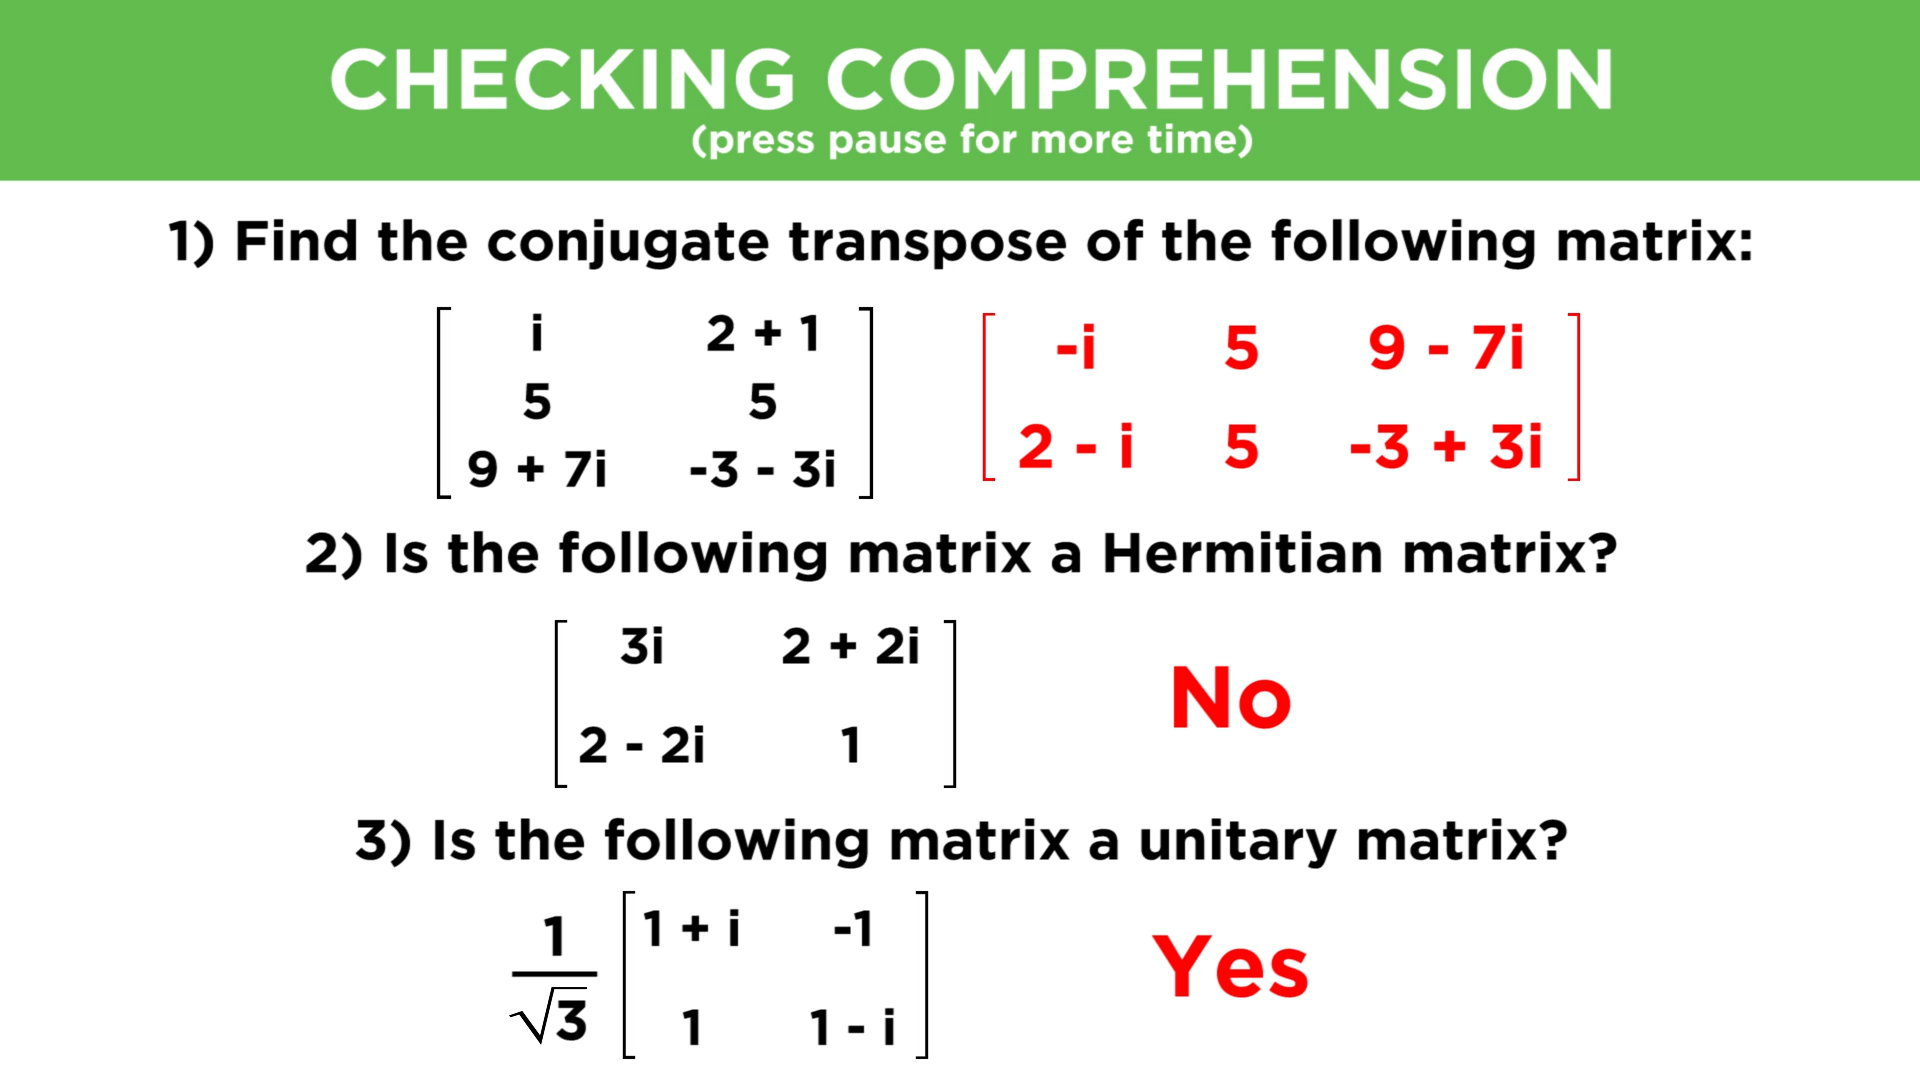 CHECKING COMPREHENSION
(press pause for more time)
1) Find the conjugate transpose of the following matrix:
i 2 + 1 -i 5 9 - 7i
5 5
9 + 7i -3 - 3i 2 - i 5 -3 + 3i
2) Is the following matrix a Hermitian matrix?
3i 2 + 2i
No
2 - 2i 1
3) Is the following matrix a unitary matrix?
1 1 + i -1
Yes
√3 1 1 - i